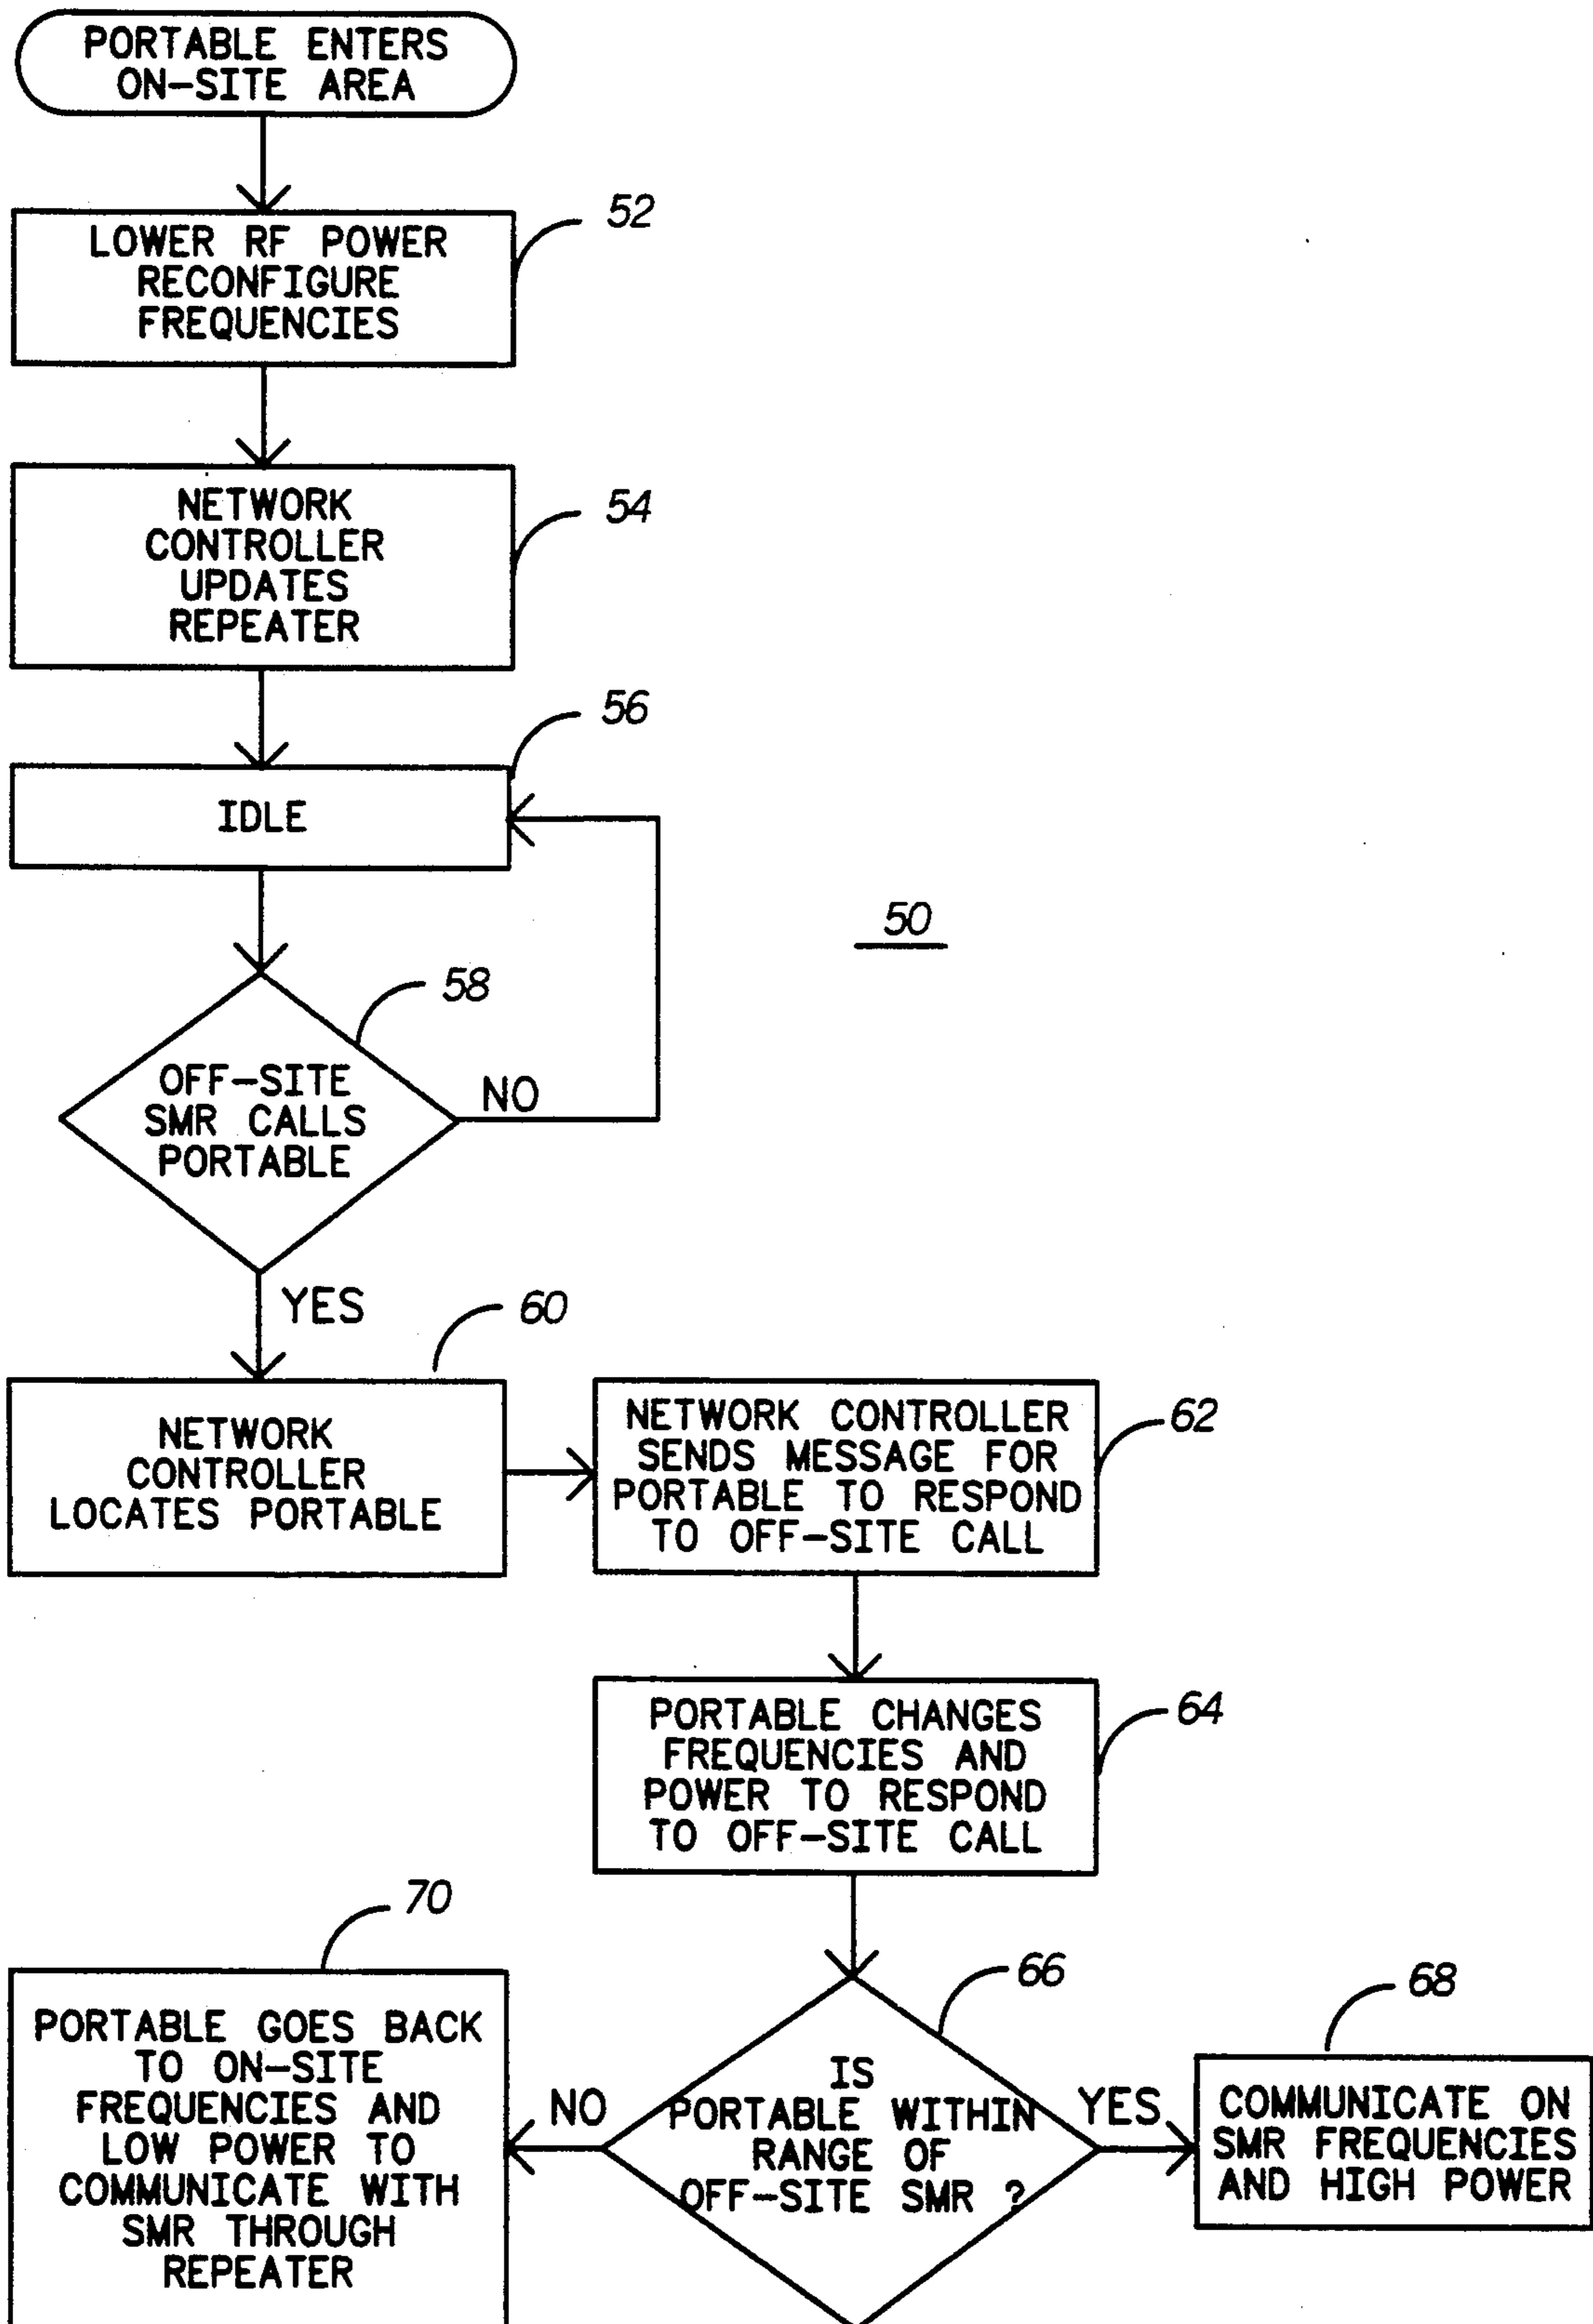 PORTABLE ENTERS
ON-SITE AREA
52
LOWER RF POWER
RECONFIGURE
FREQUENCIES
54
NETWORK
CONTROLLER
UPDATES
REPEATER
56
IDLE
50
58
OFF-SITE
SMR CALLS
PORTABLE
NO
YES
60
NETWORK
CONTROLLER
LOCATES PORTABLE
62
NETWORK CONTROLLER
SENDS MESSAGE FOR
PORTABLE TO RESPOND
TO OFF-SITE CALL
64
PORTABLE CHANGES
FREQUENCIES AND
POWER TO RESPOND
TO OFF-SITE CALL
66
IS
PORTABLE WITHIN
RANGE OF
OFF-SITE SMR ?
NO
YES
68
COMMUNICATE ON
SMR FREQUENCIES
AND HIGH POWER
70
PORTABLE GOES BACK
TO ON-SITE
FREQUENCIES AND
LOW POWER TO
COMMUNICATE WITH
SMR THROUGH
REPEATER